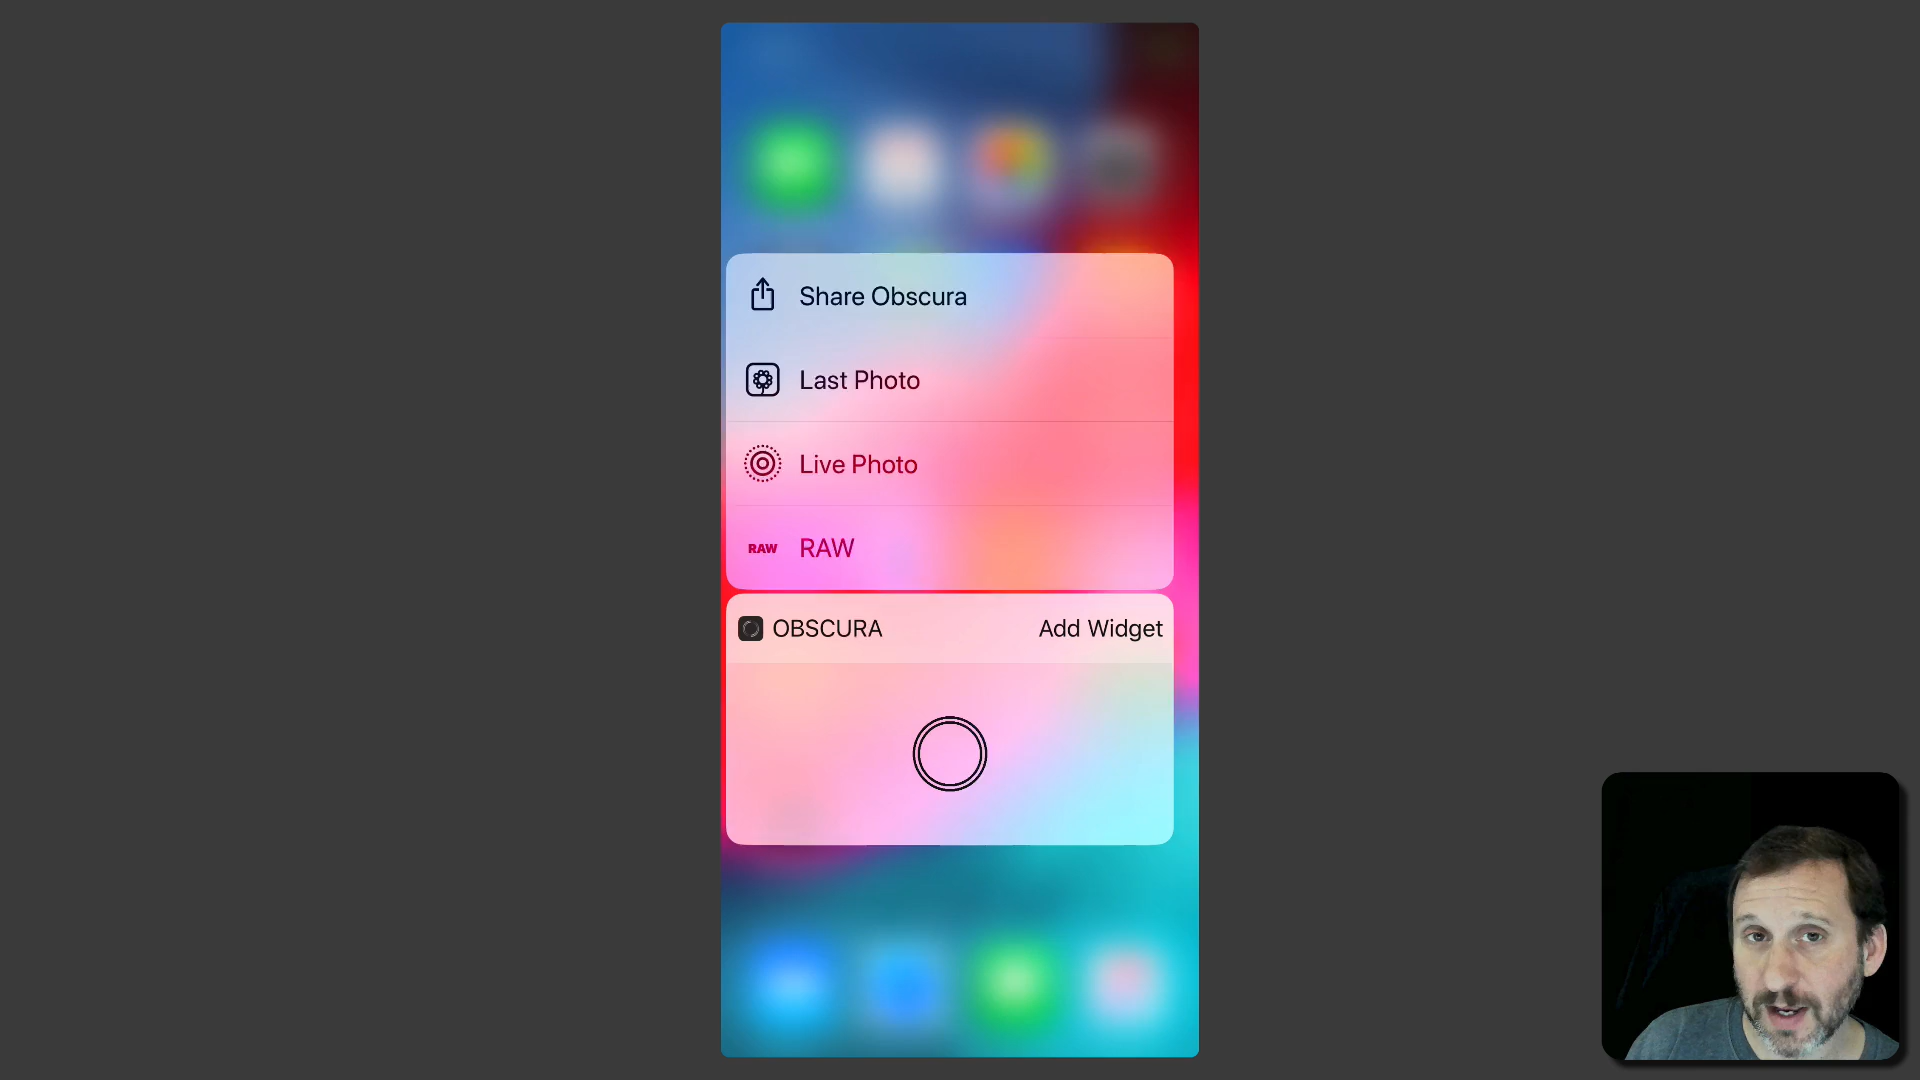 Share Obscura
Last Photo
Live Photo
RAW RAW
OBSCURA Add Widget